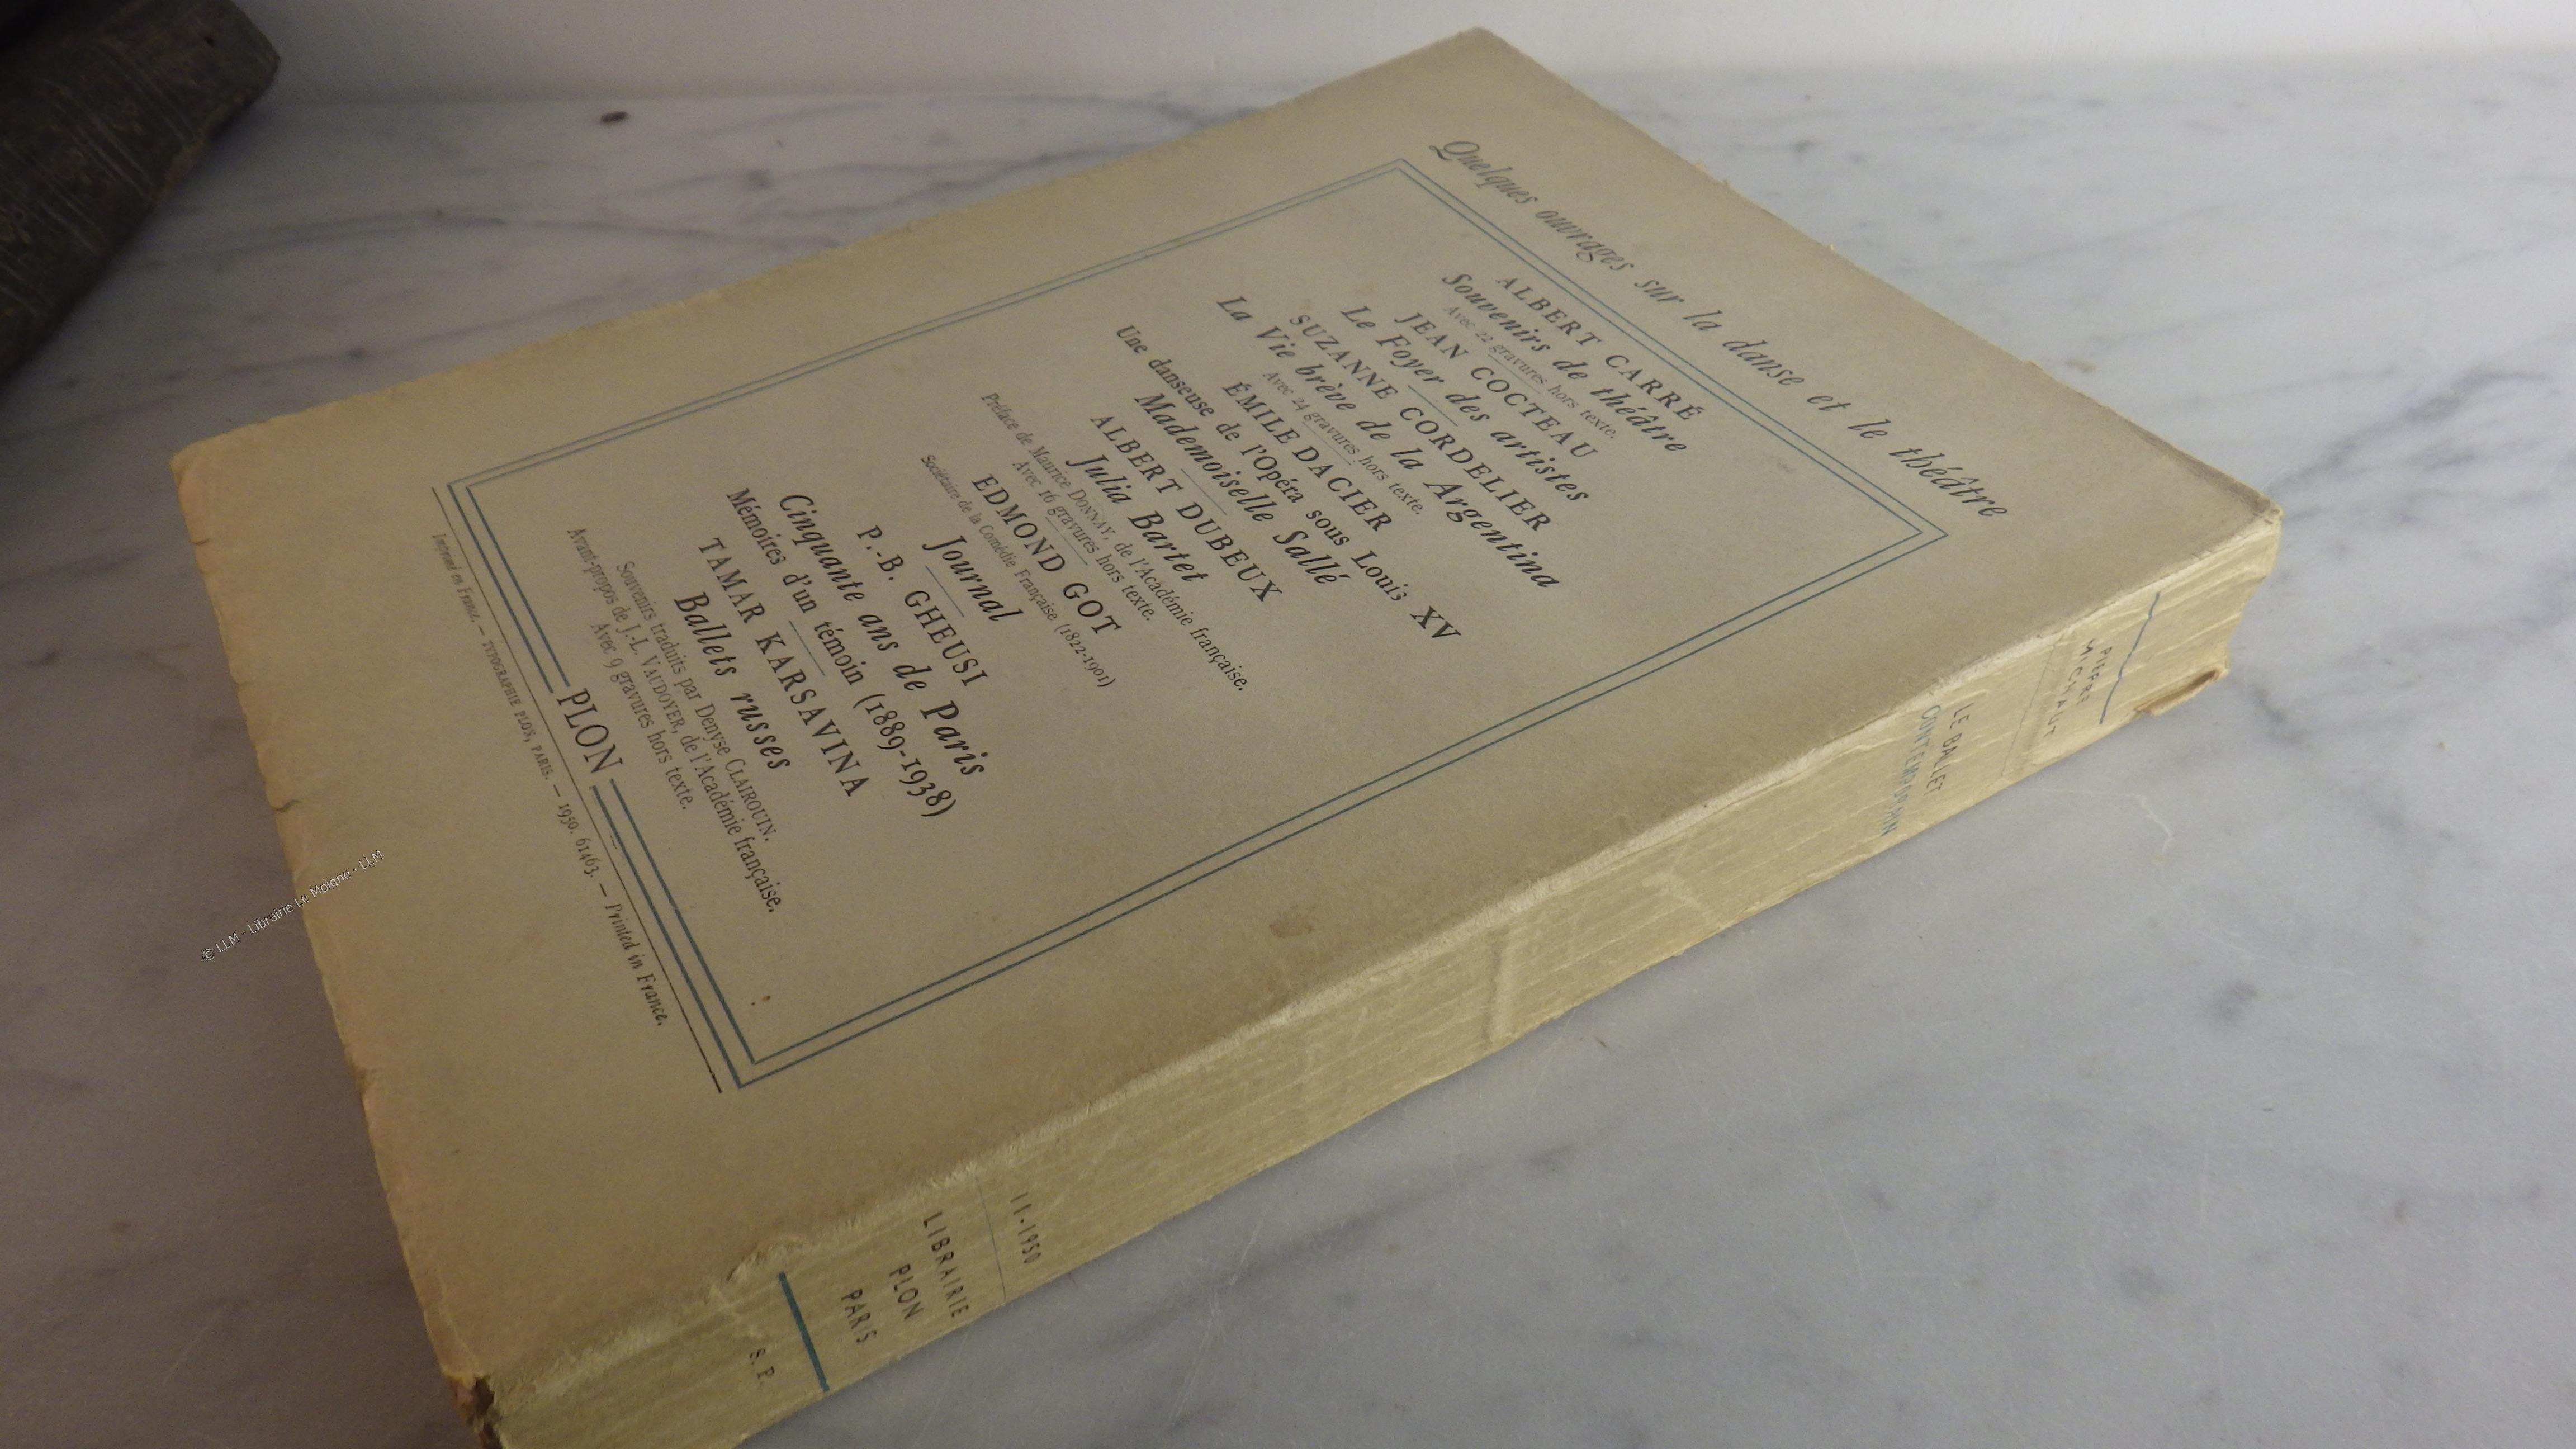 Quelques ouvrages sur la danse et le théâtre
ALBERT CARRÉ
Souvenirs de théâtre
Avec 22 gravures hors texte.
JEAN COCTEAU
Le Foyer des artistes
SUZANNE CORDELIER
La Vie brève de la Argentina
Avec 24 gravures hors texte.
ÉMILE DACIER
Une danseuse de l'Opéra sous Louis XV
Mademoiselle Sallé
ALBERT DUBEUX
Julia Bartet
Préface de Maurice DONNAY, de l'Académie française.
Avec 16 gravures hors texte.
EDMOND GOT
Sociétaire de la Comédie Française (1822-1901)
Journal
P.-B. GHEUSI
Cinquante ans de Paris
Mémoires d'un témoin (1889-1938)
TAMAR KARSAVINA
Ballets russes
Souvenirs traduits par Denyse CLAIROUIN.
Avant-propos de J.-L. VAUDOYER, de l'Académie française.
Avec 9 gravures hors texte.
PLON
Imprimé en France. — TYPOGRAPHIE PLON, PARIS. — 1950. 61463. — Printed in France.
PIERRE
MICHAUT
LE BALLET
CONTEMPORAIN
11-1950
LIBRAIRIE
PLON
PARIS
S. P.
© LLM - Librairie Le Moigne - LLM